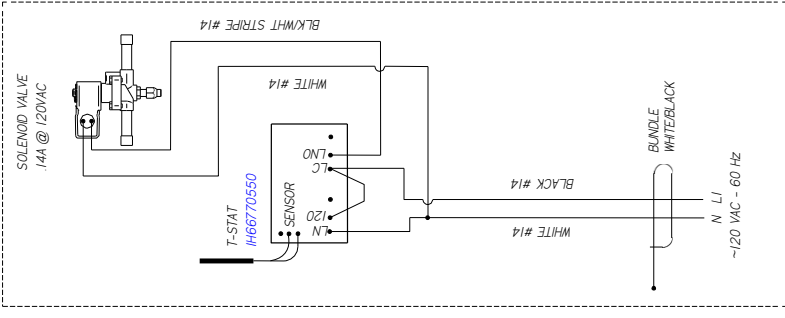 BLK/WHT STRIPE #14
WHITE #14
SOLENOID VALVE
.14A @ 120VAC
LNO
LC
120
LN
SENSOR
T-STAT
IH66770550
BLACK #14
WHITE #14
BUNDLE
WHITE/BLACK
N L1
~120 VAC - 60 Hz